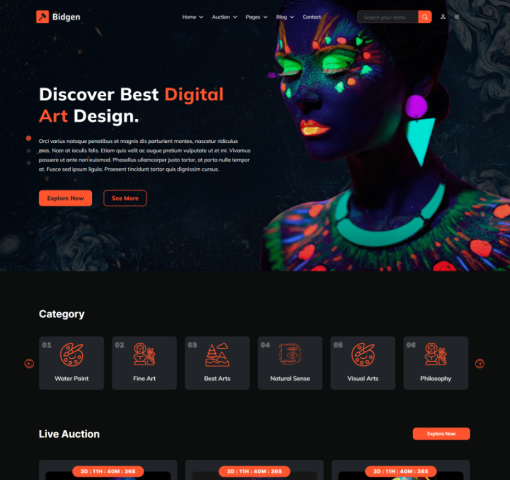 Bidgen
Home
Auction
Pages
Blog
Contact
Search your items
Discover Best Digital
Art Design.
Orci varius natoque penatibus et magnis dis parturient montes, nascetur ridiculus
mus. Nam at iaculis felis. Etiam quis velit ac augue pretium vulputate ut et mi. Vivamus
posuere ut ante non euismod. Phasellus ullamcorper justo tortor, at porta nulla tempor
at. Fusce sed ipsum ligula. Praesent tincidunt tortor quis dignissim cursus.
Explore Now
See More
Category
01
Water Paint
02
Fine Art
03
Best Arts
04
Natural Sense
05
Visual Arts
06
Philosophy
Live Auction
Explore Now
3D : 11H : 40M : 36S
3D : 11H : 40M : 36S
3D : 11H : 40M : 36S